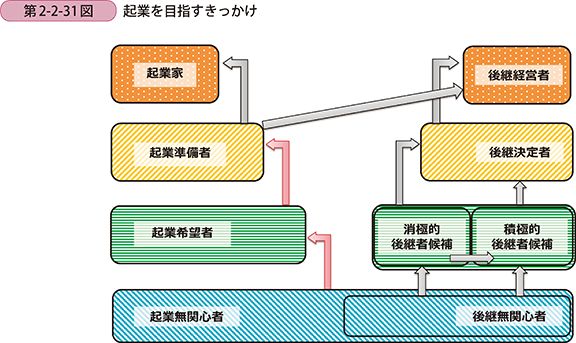 第2-2-31図 起業を目指すきっかけ
起業家
後継経営者
起業準備者
後継決定者
起業希望者
消極的
後継者候補
積極的
後継者候補
起業無関心者
後継無関心者